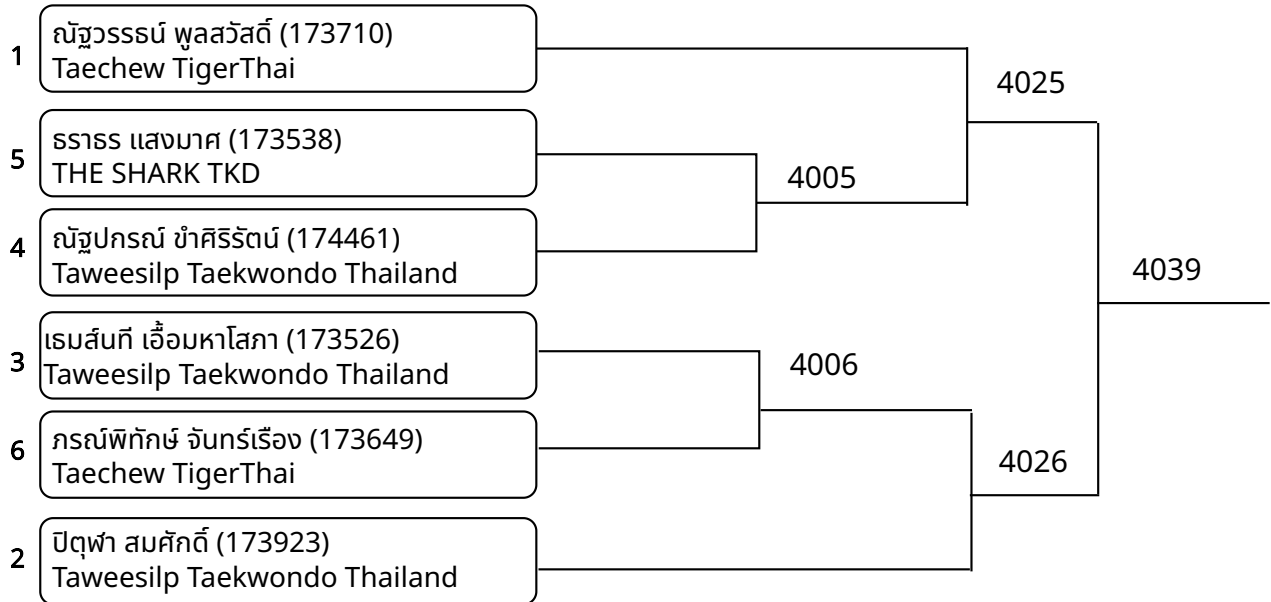 1
ณัฐวรรธน์ พูลสวัสดิ์ (173710)
Taechew TigerThai
4025
5
ธราธร แสงมาศ (173538)
THE SHARK TKD
4005
4
ณัฐปกรณ์ ขำศิริรัตน์ (174461)
Taweesilp Taekwondo Thailand
4039
3
เธมส์นที เอื้อมหาโสภา (173526)
Taweesilp Taekwondo Thailand
4006
6
ภรณ์พิทักษ์ จันทร์เรือง (173649)
Taechew TigerThai
4026
2
ปิตุฬา สมศักดิ์ (173923)
Taweesilp Taekwondo Thailand